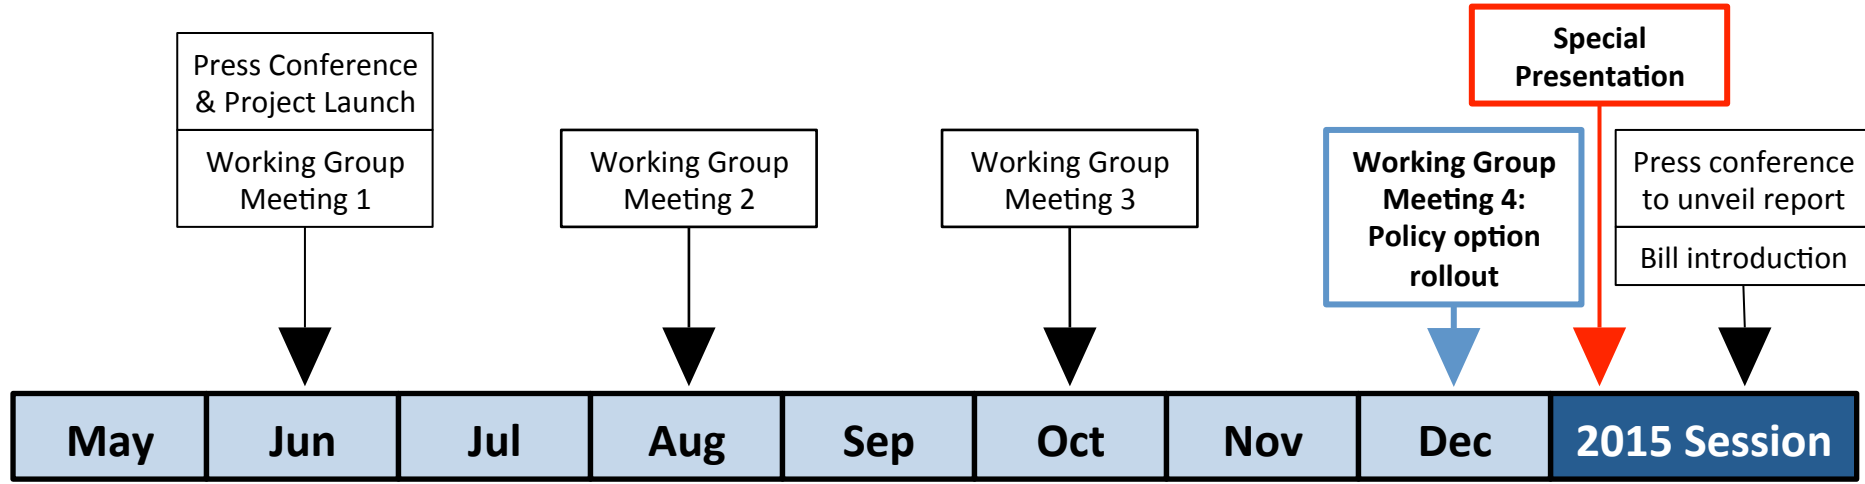 Press Conference
& Project Launch
Working Group
Meeting 1
Working Group
Meeting 2
Working Group
Meeting 3
Working Group
Meeting 4:
Policy option
rollout
Special
Presentation
Press conference
to unveil report
Bill introduction
May Jun Jul Aug Sep Oct Nov Dec 2015 Session